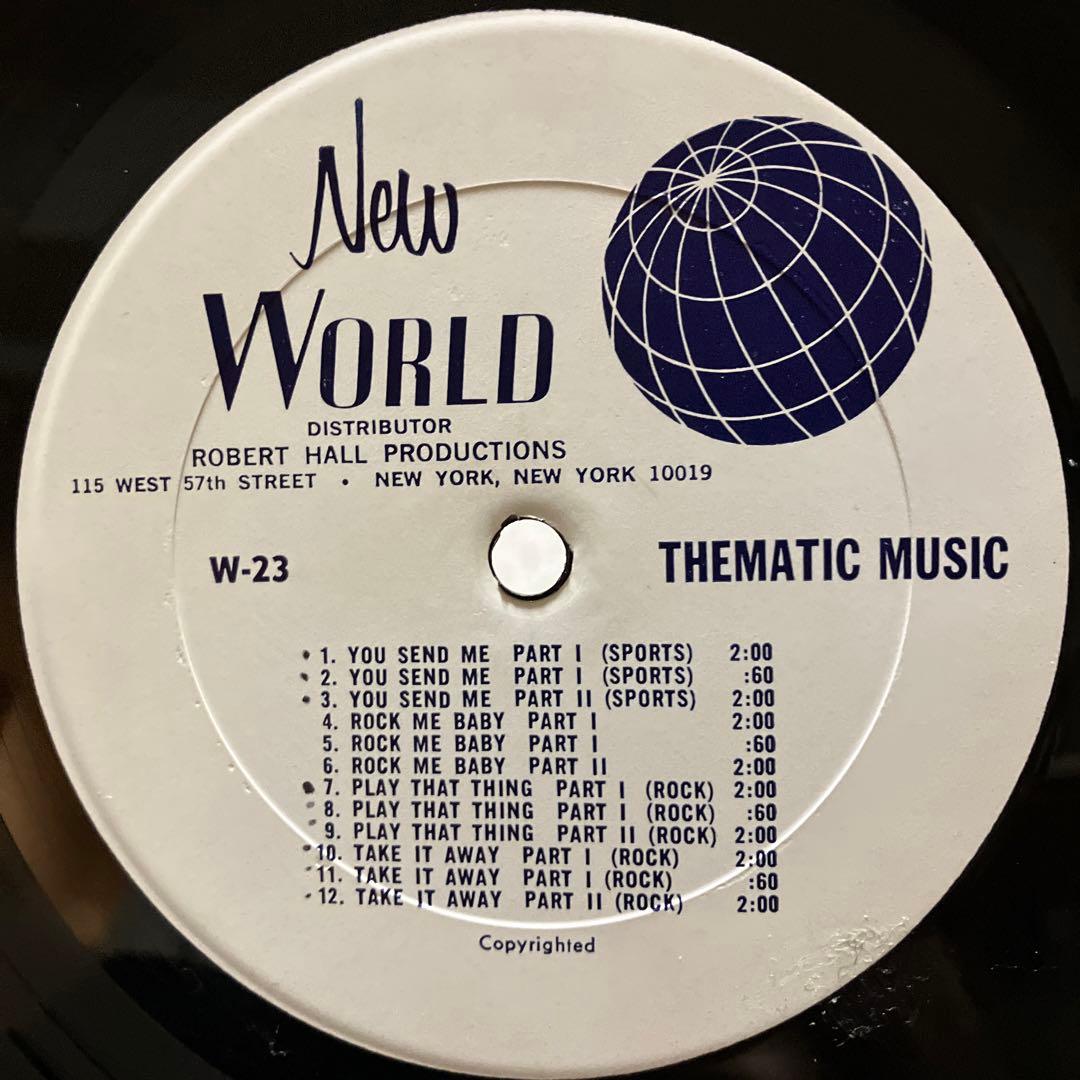 New
WORLD
DISTRIBUTOR
ROBERT HALL PRODUCTIONS
115 WEST 57th STREET • NEW YORK, NEW YORK 10019
W-23 THEMATIC MUSIC
1. YOU SEND ME PART I (SPORTS) 2:00
2. YOU SEND ME PART I (SPORTS) :60
3. YOU SEND ME PART II (SPORTS) 2:00
4. ROCK ME BABY PART I 2:00
5. ROCK ME BABY PART I :60
6. ROCK ME BABY PART II 2:00
7. PLAY THAT THING PART I (ROCK) 2:00
8. PLAY THAT THING PART I (ROCK) :60
9. PLAY THAT THING PART II (ROCK) 2:00
10. TAKE IT AWAY PART I (ROCK) 2:00
11. TAKE IT AWAY PART I (ROCK) :60
12. TAKE IT AWAY PART II (ROCK) 2:00
Copyrighted